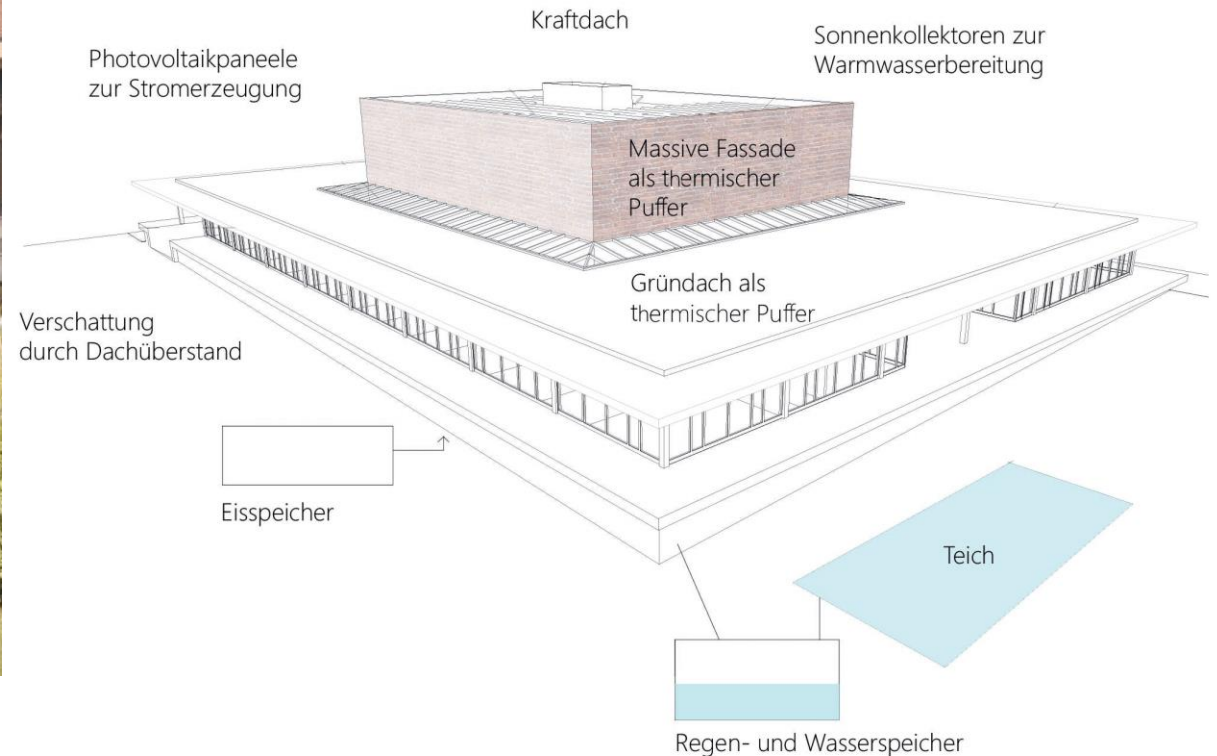 Kraftdach
Photovoltaikpaneele
zur Stromerzeugung
Sonnenkollektoren zur
Warmwasserbereitung
Massive Fassade
als thermischer
Puffer
Gründach als
thermischer Puffer
Verschattung
durch Dachüberstand
Eisspeicher
Teich
Regen- und Wasserspeicher